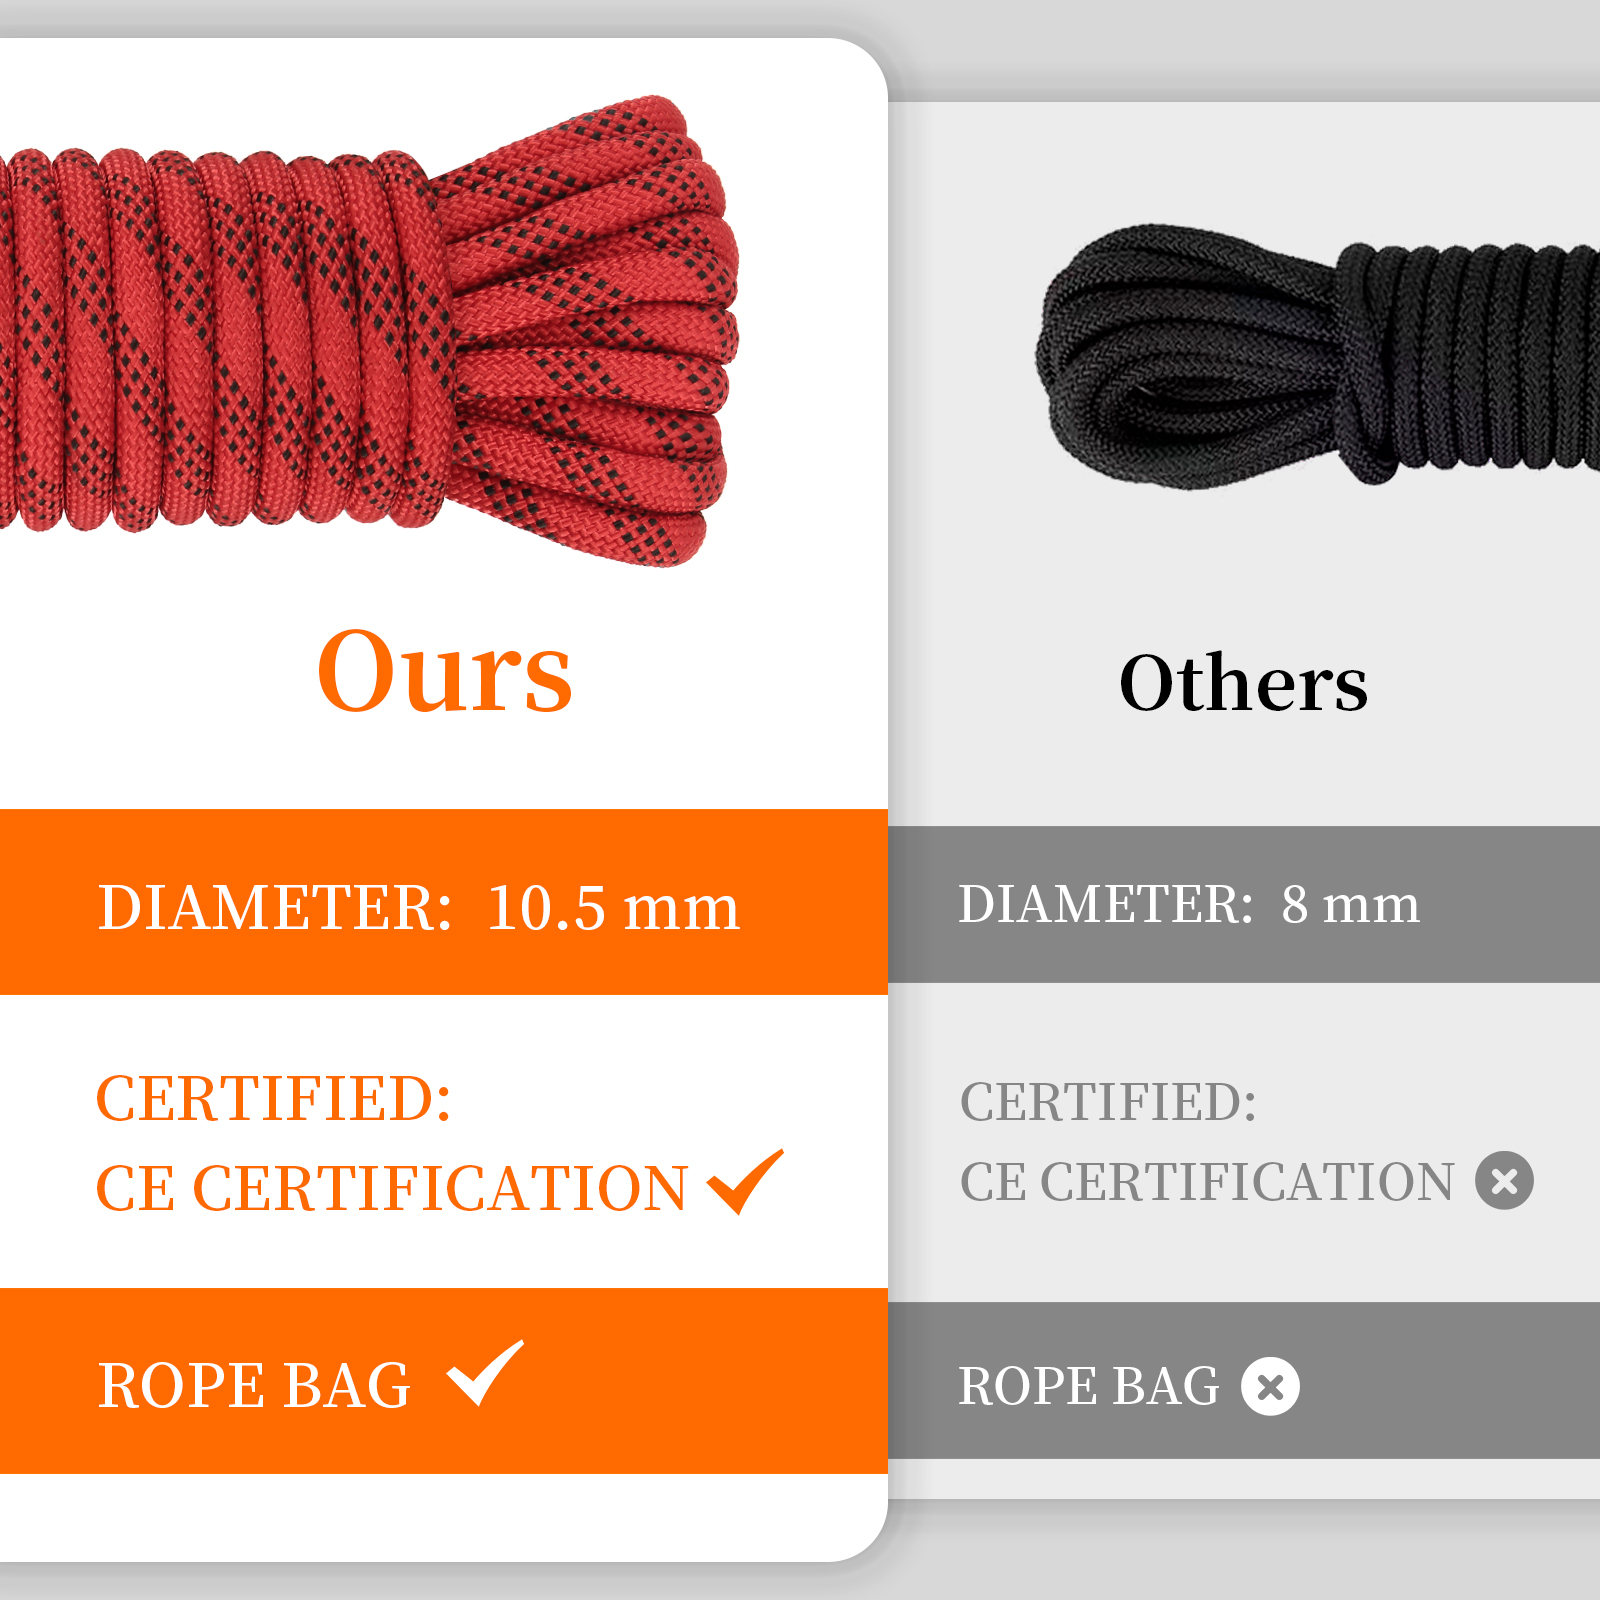 Ours
DIAMETER: 10.5 mm
CERTIFIED:
CE CERTIFICATION
ROPE BAG
Others
DIAMETER: 8 mm
CERTIFIED:
CE CERTIFICATION
ROPE BAG